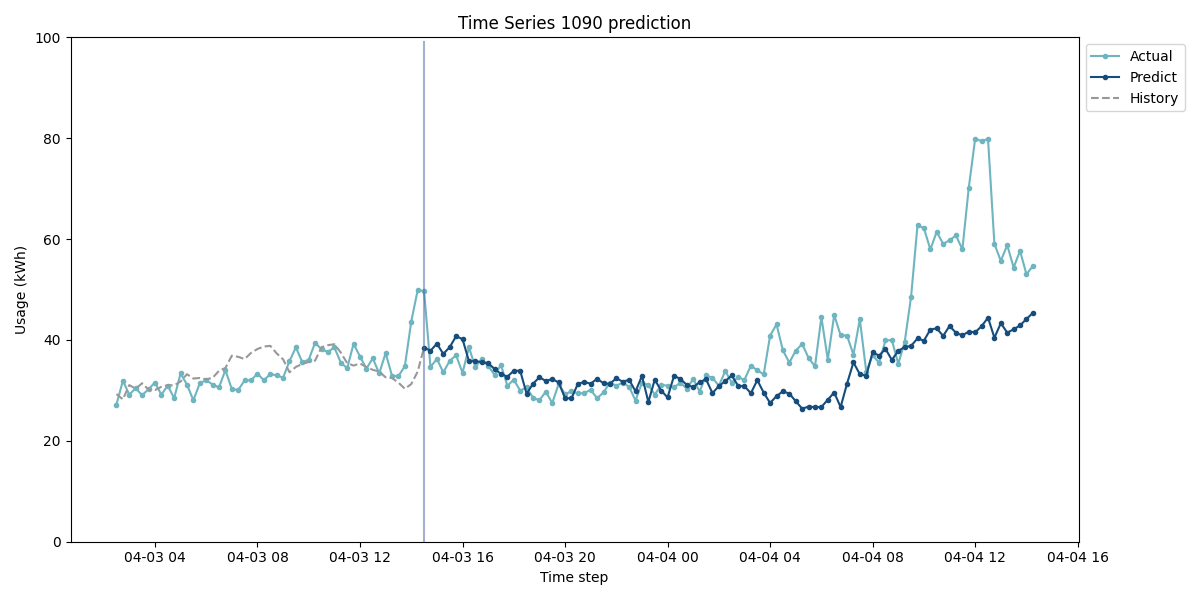 Time Series 1090 prediction
Usage (kWh)
100
80
60
40
20
0
04-03 04
04-03 08
04-03 12
04-03 16
04-03 20
04-04 00
04-04 04
04-04 08
04-04 12
04-04 16
Time step
Actual
Predict
History